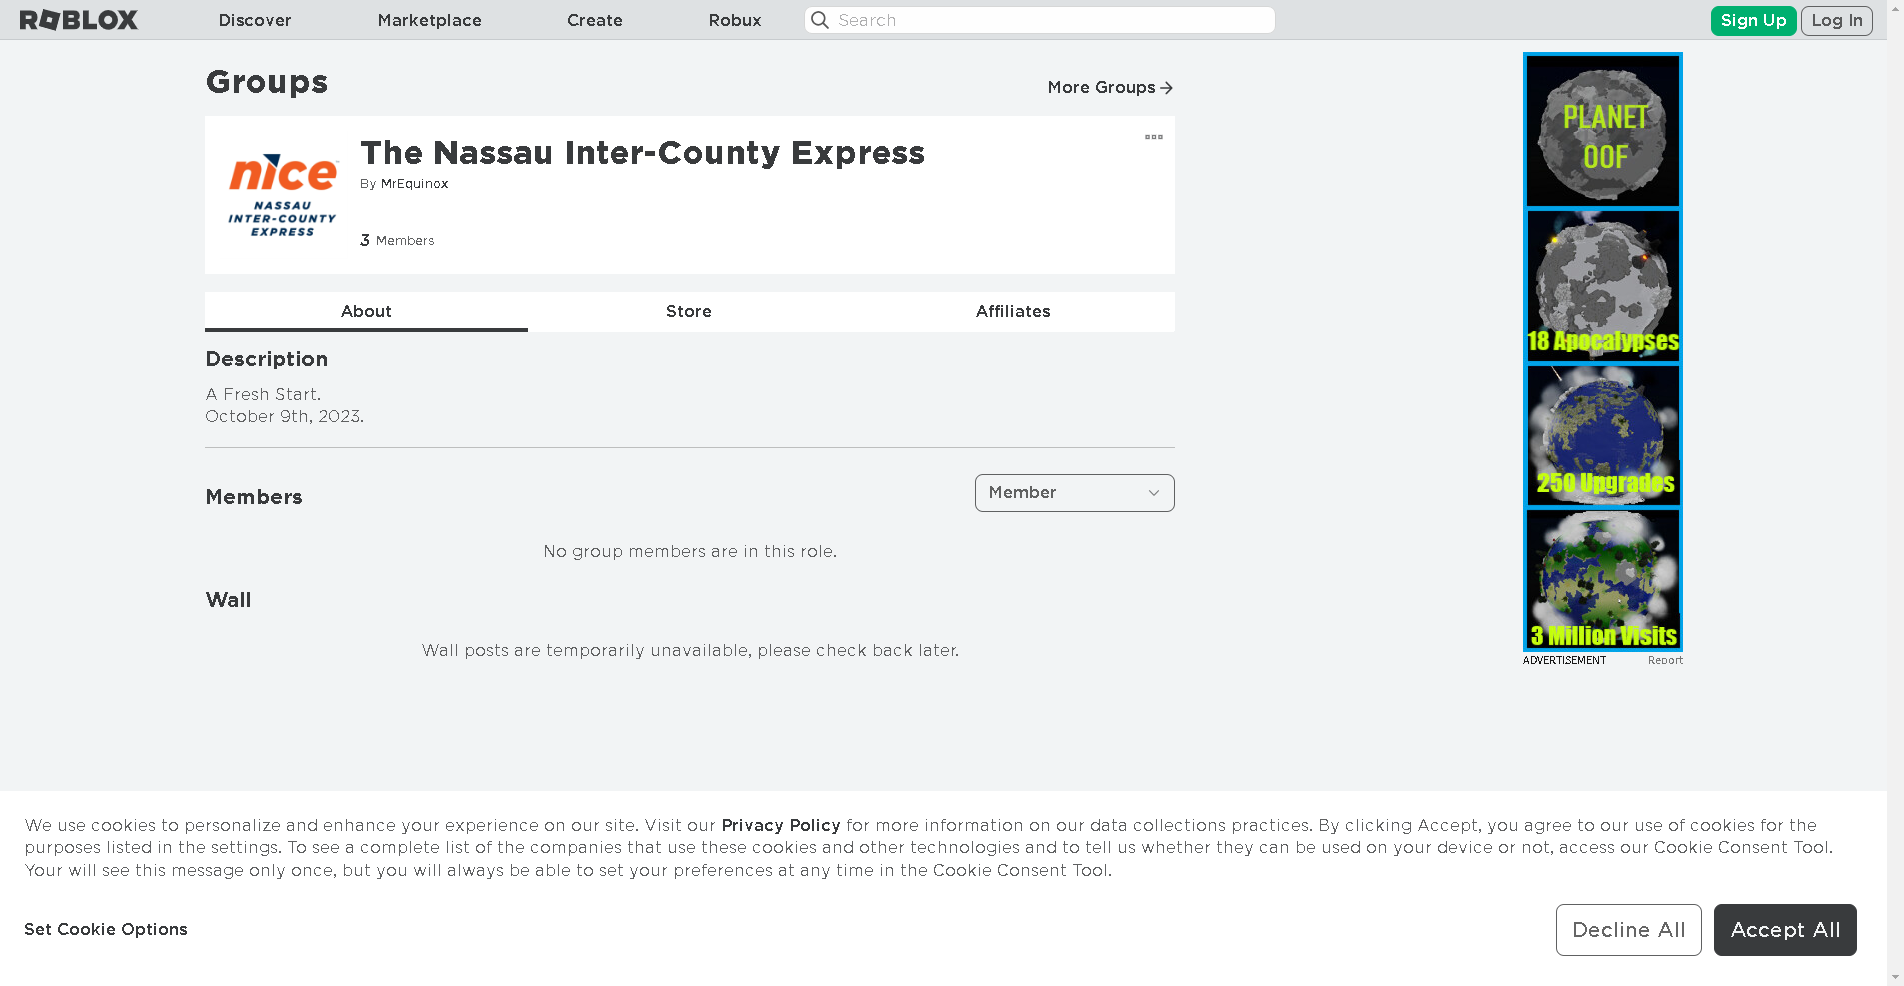 ROBLOX
Discover
Marketplace
Create
Robux
Search
Sign Up
Log In
Groups
More Groups
nice
NASSAU
INTER-COUNTY
EXPRESS
The Nassau Inter-County Express
By MrEquinox
3 Members
About
Store
Affiliates
Description
A Fresh Start.
October 9th, 2023.
Members
Member
No group members are in this role.
Wall
Wall posts are temporarily unavailable, please check back later.
PLANET
OOF
18 Apocalypses
250 Upgrades
3 Million Visits
ADVERTISEMENT
Report
We use cookies to personalize and enhance your experience on our site. Visit our Privacy Policy for more information on our data collections practices. By clicking Accept, you agree to our use of cookies for the
purposes listed in the settings. To see a complete list of the companies that use these cookies and other technologies and to tell us whether they can be used on your device or not, access our Cookie Consent Tool.
Your will see this message only once, but you will always be able to set your preferences at any time in the Cookie Consent Tool.
Set Cookie Options
Decline All
Accept All